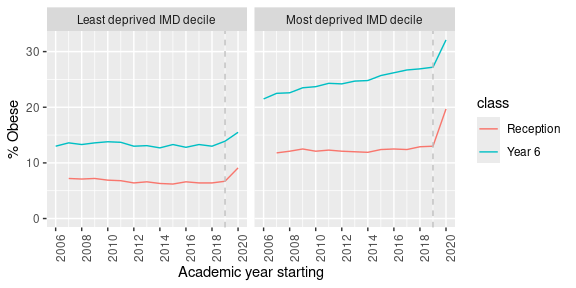 Least deprived IMD decile
Most deprived IMD decile
% Obese
30
20
10
0
2006
2008
2010
2012
2014
2016
2018
2020
2006
2008
2010
2012
2014
2016
2018
2020
Academic year starting
class
Reception
Year 6